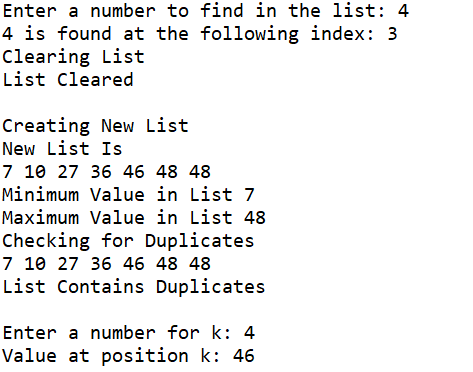 Enter a number to find in the list: 4
4 is found at the following index: 3
Clearing List
List Cleared
Creating New List
New List Is
7 10 27 36 46 48 48
Minimum Value in List 7
Maximum Value in List 48
Checking for Duplicates
7 10 27 36 46 48 48
List Contains Duplicates
Enter a number for k: 4
Value at position k: 46